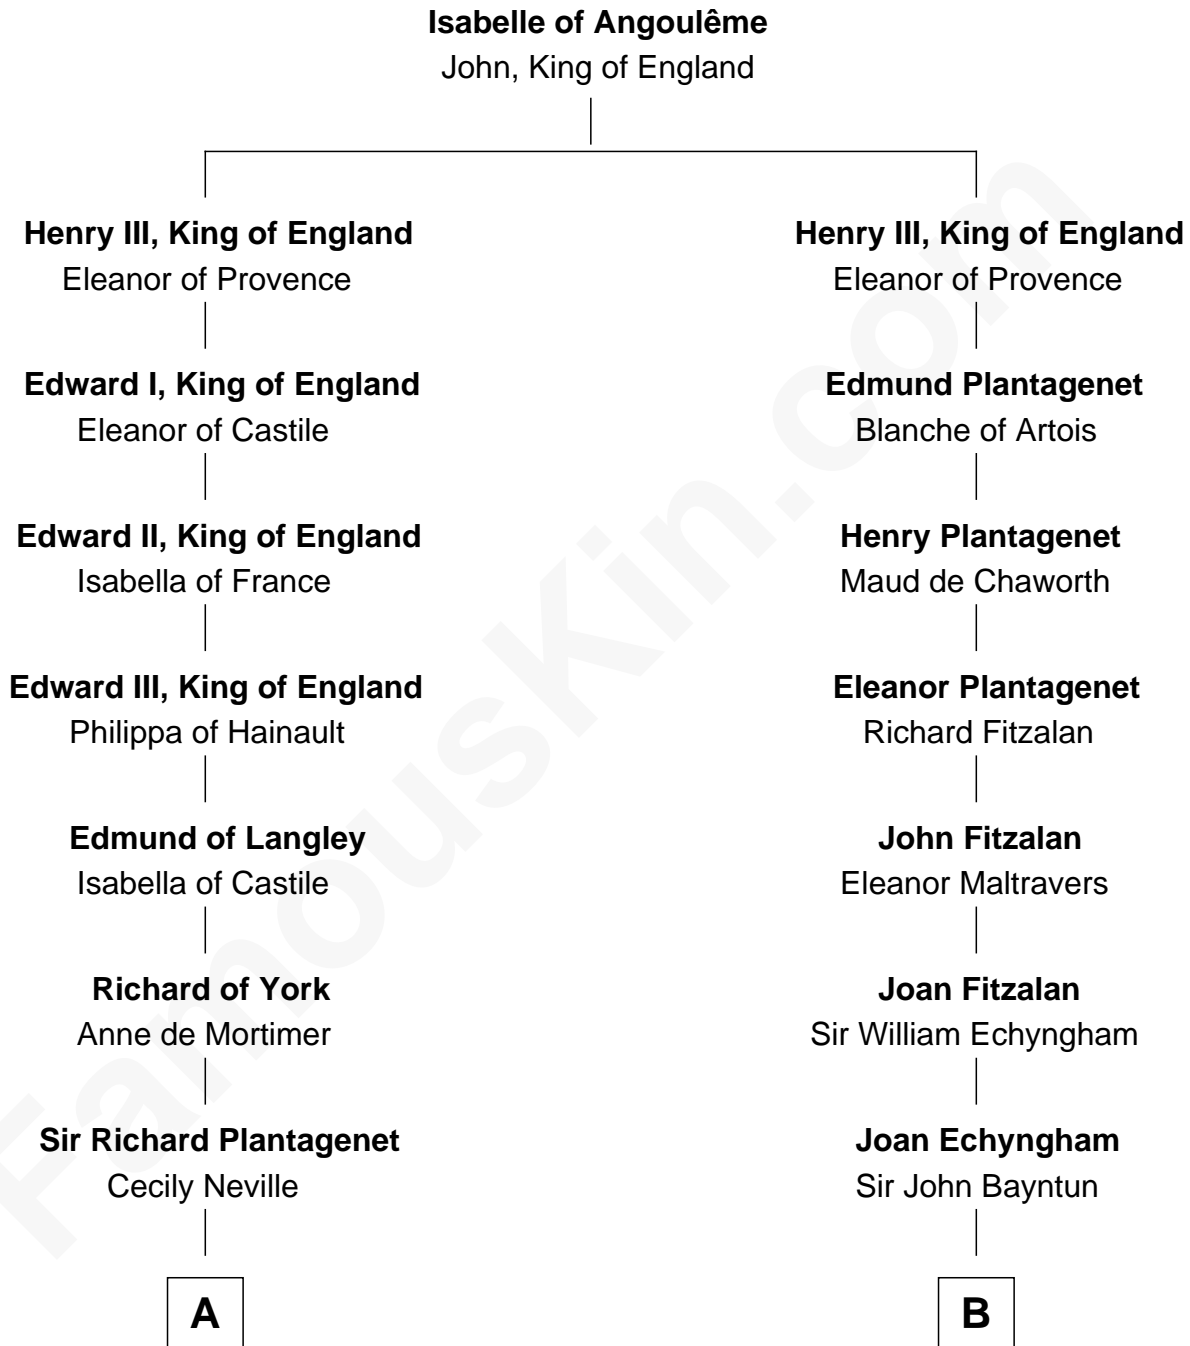 Isabelle of Angoulême
John, King of England
Henry III, King of England
Eleanor of Provence
Edward I, King of England
Eleanor of Castile
Edward II, King of England
Isabella of France
Edward III, King of England
Philippa of Hainault
Edmund of Langley
Isabella of Castile
Richard of York
Anne de Mortimer
Sir Richard Plantagenet
Cecily Neville
A
Henry III, King of England
Eleanor of Provence
Edmund Plantagenet
Blanche of Artois
Henry Plantagenet
Maud de Chaworth
Eleanor Plantagenet
Richard Fitzalan
John Fitzalan
Eleanor Maltravers
Joan Fitzalan
Sir William Echyngham
Joan Echyngham
Sir John Bayntun
B
FamousKin.com